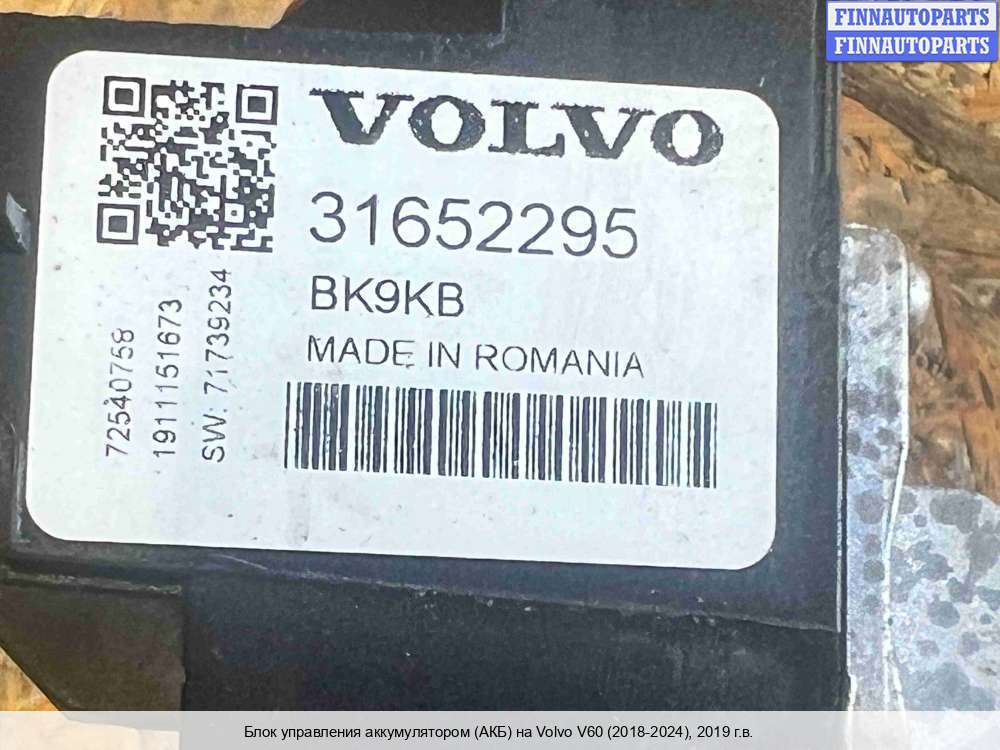 FINNAUTOPARTS
FINNAUTOPARTS
VOLVO
31652295
BK9KB
MADE IN ROMANIA
72540758
19111151673
SW: 71739234
Блок управления аккумулятором (АКБ) на Volvo V60 (2018-2024), 2019 г.в.